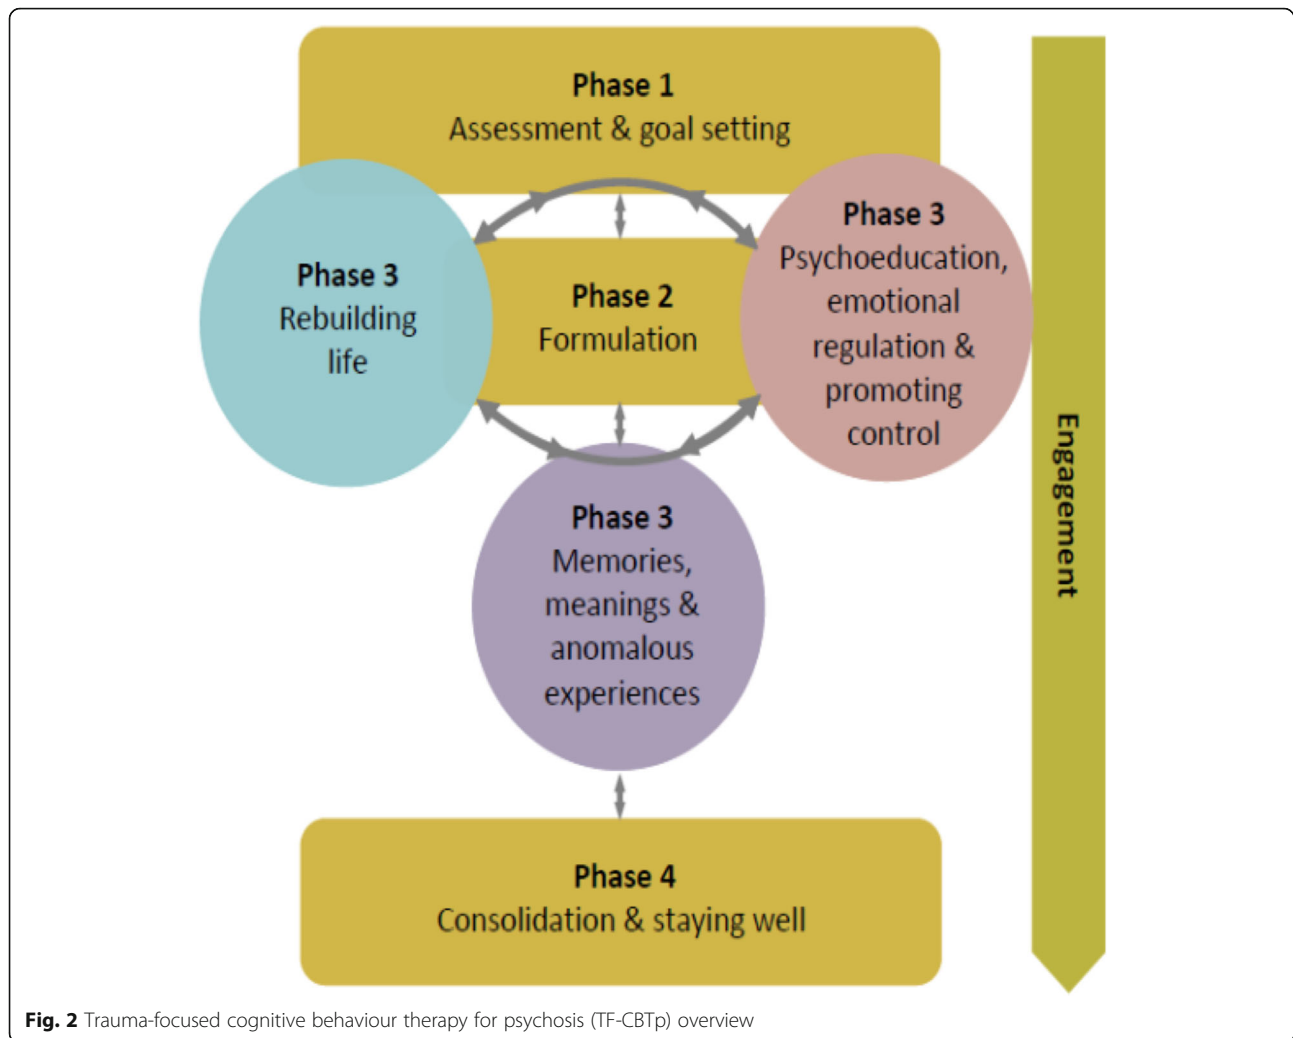 Phase 1
Assessment & goal setting
Phase 3
Rebuilding
life
Phase 2
Formulation
Phase 3
Psychoeducation,
emotional
regulation &
promoting
control
Phase 3
Memories,
meanings &
anomalous
experiences
Phase 4
Consolidation & staying well
Engagement
Fig. 2 Trauma-focused cognitive behaviour therapy for psychosis (TF-CBTp) overview